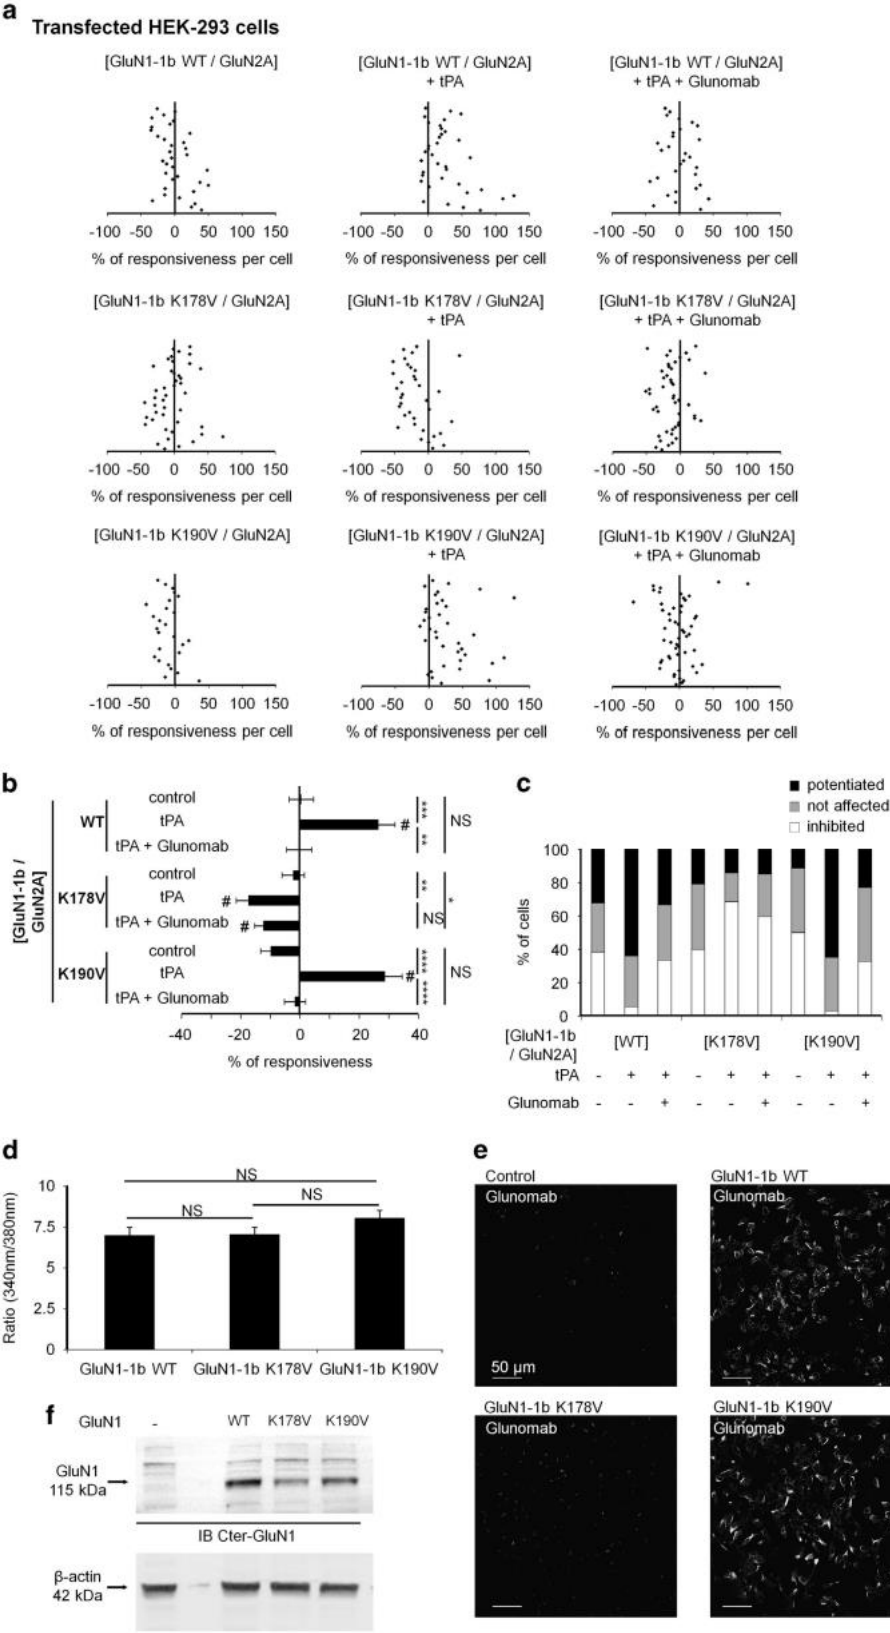 a
Transfected HEK-293 cells
[GluN1-1b WT / GluN2A]
[GluN1-1b WT / GluN2A]
+ tPA
[GluN1-1b WT / GluN2A]
+ tPA + Glunomab
-100 -50 0 50 100 150
-100 -50 0 50 100 150
-100 -50 0 50 100 150
% of responsiveness per cell
% of responsiveness per cell
% of responsiveness per cell
[GluN1-1b K178V / GluN2A]
[GluN1-1b K178V / GluN2A]
+ tPA
[GluN1-1b K178V / GluN2A]
+ tPA + Glunomab
-100 -50 0 50 100 150
-100 -50 0 50 100 150
-100 -50 0 50 100 150
% of responsiveness per cell
% of responsiveness per cell
% of responsiveness per cell
[GluN1-1b K190V / GluN2A]
[GluN1-1b K190V / GluN2A]
+ tPA
[GluN1-1b K190V / GluN2A]
+ tPA + Glunomab
-100 -50 0 50 100 150
-100 -50 0 50 100 150
-100 -50 0 50 100 150
% of responsiveness per cell
% of responsiveness per cell
% of responsiveness per cell
b
[GluN1-1b /
GluN2A]
WT
control
tPA
tPA + Glunomab
#
***
**
NS
K178V
control
tPA
tPA + Glunomab
#
#
**
NS
*
K190V
control
tPA
tPA + Glunomab
#
****
****
NS
-40 -20 0 20 40
% of responsiveness
c
potentiated
not affected
inhibited
% of cells
100
80
60
40
20
0
[GluN1-1b
/ GluN2A]
[WT] [K178V] [K190V]
tPA - + + - + + - + +
Glunomab - - + - - + - - +
d
Ratio (340nm/380nm)
10
7.5
5
2.5
0
NS
NS
NS
GluN1-1b WT GluN1-1b K178V GluN1-1b K190V
e
Control
Glunomab
50 µm
GluN1-1b WT
Glunomab
GluN1-1b K178V
Glunomab
GluN1-1b K190V
Glunomab
f
GluN1 - WT K178V K190V
GluN1
115 kDa
IB Cter-GluN1
β-actin
42 kDa